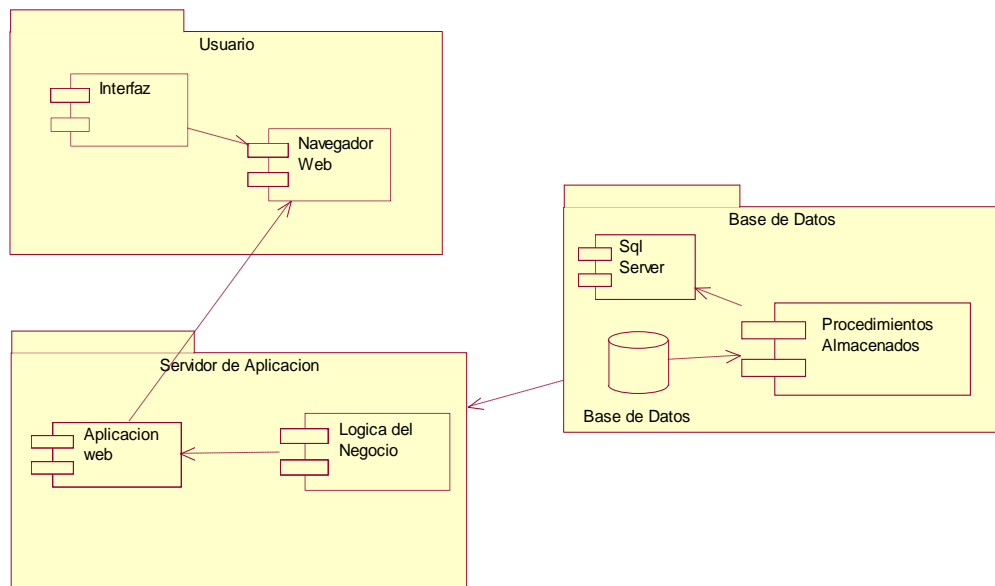 Usuario
Interfaz
Navegador
Web
Base de Datos
Sql
Server
Procedimientos
Almacenados
Base de Datos
Servidor de Aplicacion
Aplicacion
web
Logica del
Negocio